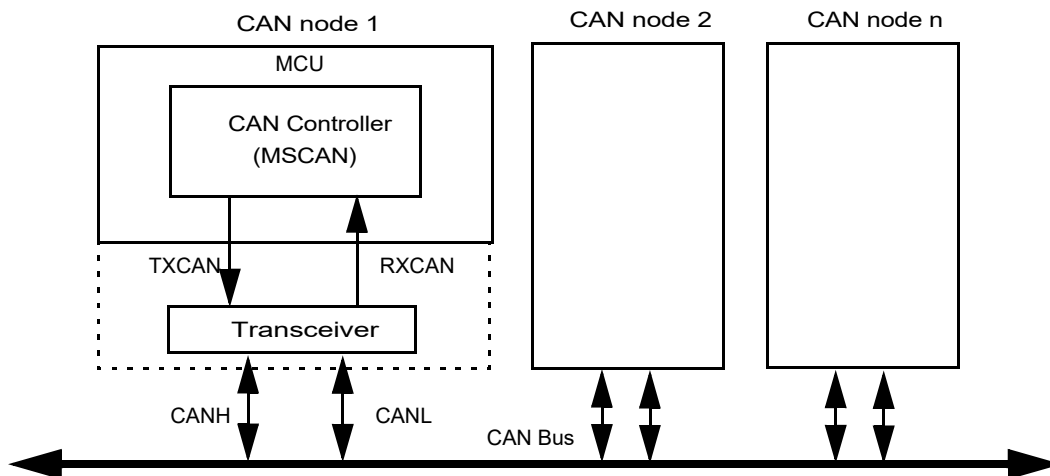 CAN node 1
CAN node 2
CAN node n
MCU
CAN Controller
(MSCAN)
TXCAN
RXCAN
Transceiver
CANH
CANL
CAN Bus